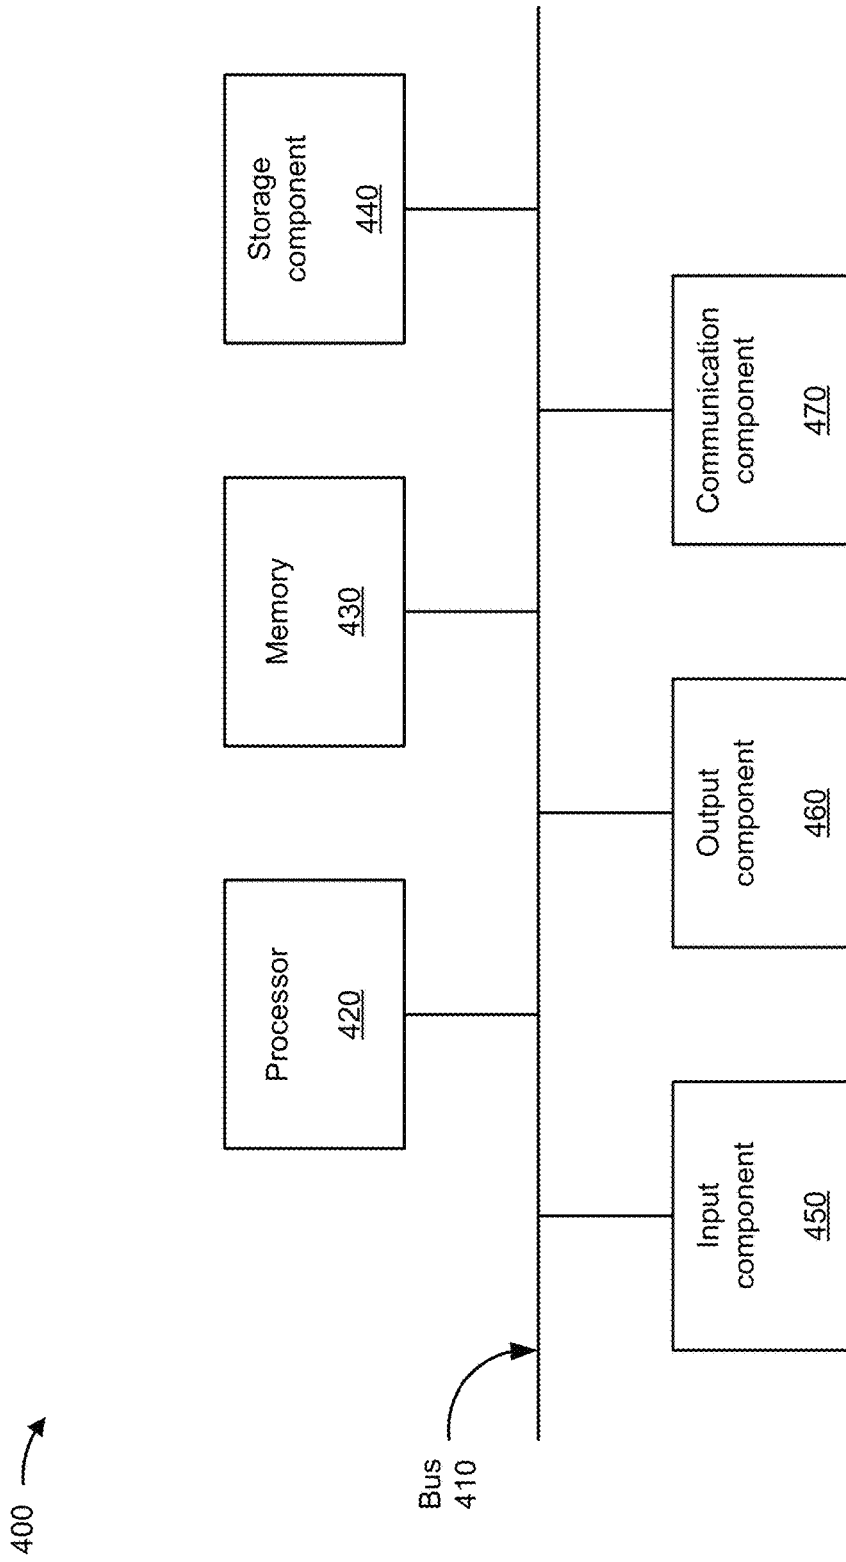 400
Processor
420
Memory
430
Storage
component
440
Bus
410
Input
component
450
Output
component
460
Communication
component
470